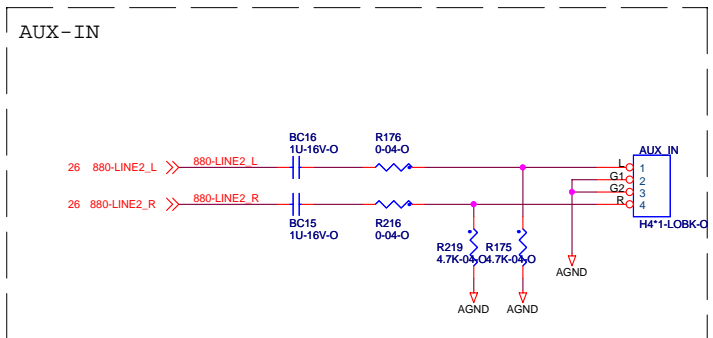 AUX-IN
BC16
1U-16V-O
R176
0-04-O
AUX_IN
26 880-LINE2_L
880-LINE2_L
L
1
G1
2
G2
3
26 880-LINE2_R
880-LINE2_R
R
4
BC15
1U-16V-O
R216
0-04-O
H4*1-LOBK-O
R219
4.7K-04-O
R175
4.7K-04-O
AGND
AGND
AGND